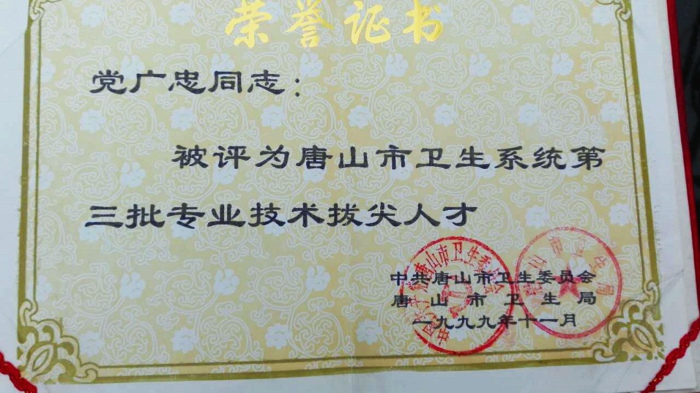 荣誉证书
党广忠同志：
被评为唐山市卫生系统第
三批专业技术拔尖人才
中共唐山市卫生委员会
唐山市卫生局
一九九九年十一月